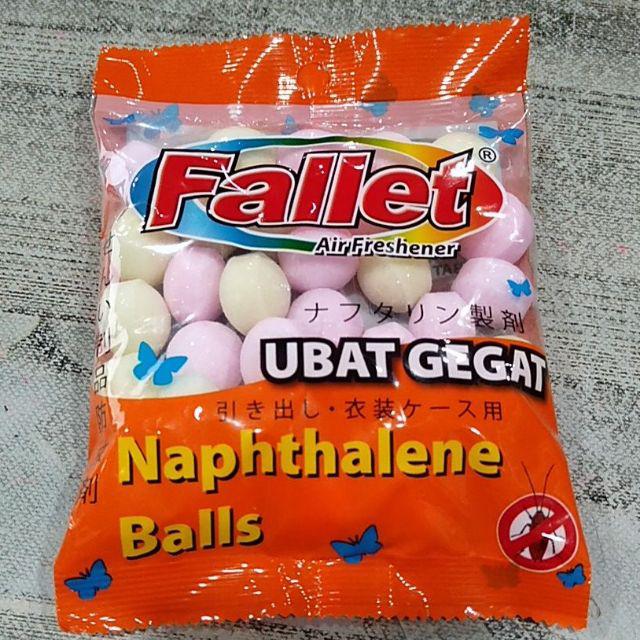 Fallet®
Air Freshener
ナフタリン製剤
UBAT GEGAT
引き出し・衣装ケース用
Naphthalene
Balls